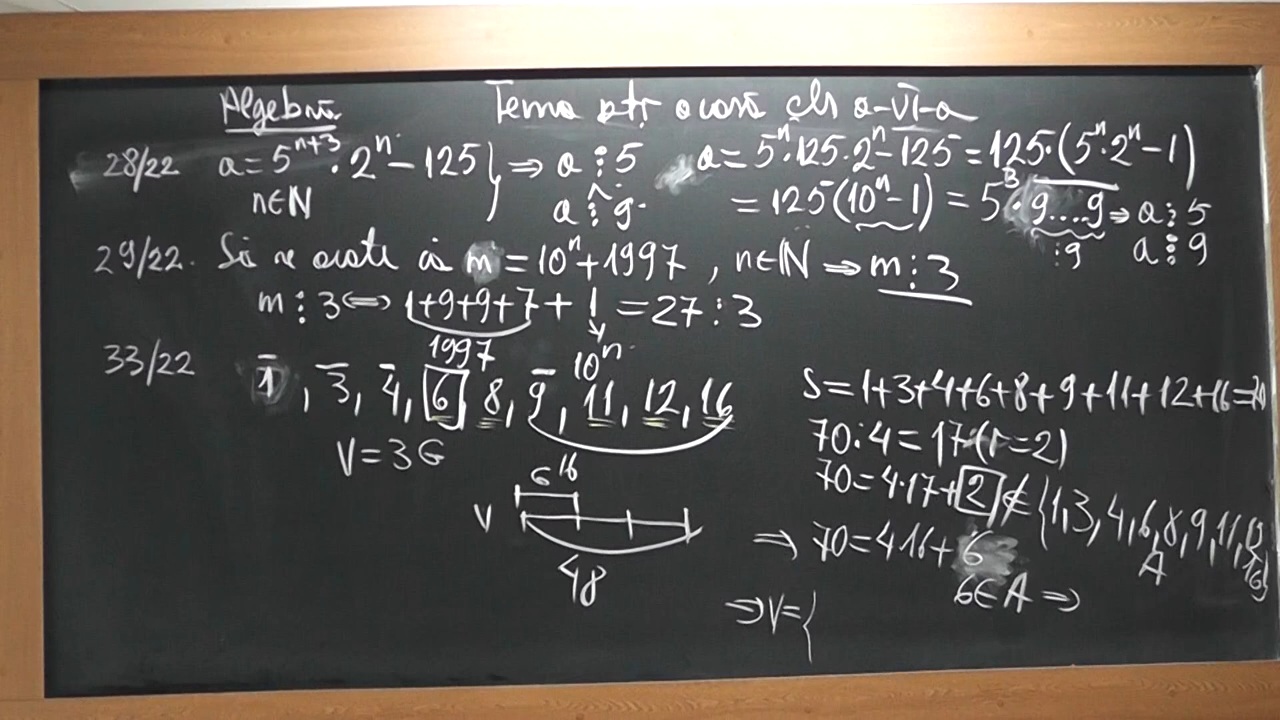 Algebră Tema ptr acasă cls a-VI-a
28/22 a = 5^{n+3} · 2^n − 125 } ⇒ a ⋮ 5
n∈N a ⋮ 9
a = 5^n · 125 · 2^n − 125 = 125 · (5^n · 2^n − 1)
= 125(10^n − 1) = 5^3 · 9....9 ⇒ a ⋮ 5
⋮9 a ⋮ 9
29/22. Să se arate că m = 10^n + 1997, n∈N ⇒ m ⋮ 3
m ⋮ 3 ⇔ 1+9+9+7 + 1 = 27 ⋮ 3
1997 10^n
33/22 1, 3, 4, 6, 8, 9, 11, 12, 16
V = 3G
G 16
V
48
S = 1+3+4+6+8+9+11+12+16 = 70
70 : 4 = 17 (r = 2)
70 = 4·17 + 2 ∉ {1, 3, 4, 6, 8, 9, 11, 12, 16}
A
⇒ 70 = 4·16 + 6
6 ∈ A ⇒
⇒ V = {